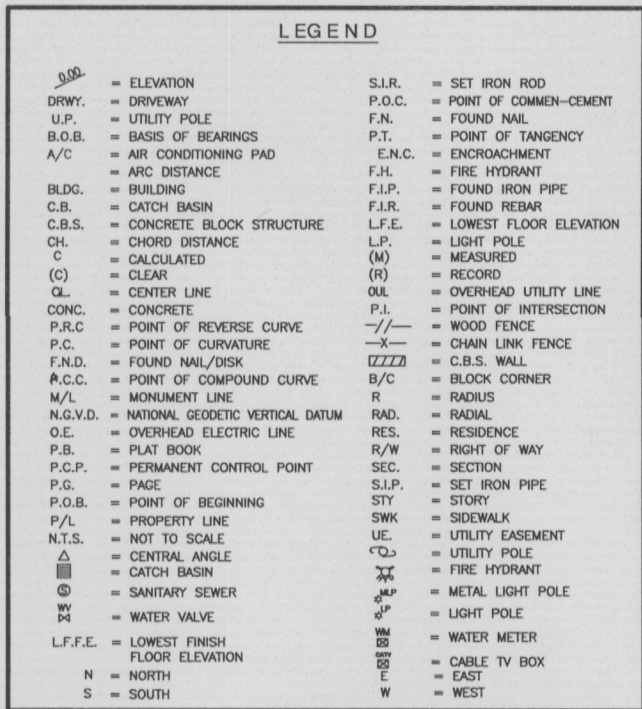 LEGEND
0.00 = ELEVATION
DRWY. = DRIVEWAY
U.P. = UTILITY POLE
B.O.B. = BASIS OF BEARINGS
A/C = AIR CONDITIONING PAD
= ARC DISTANCE
BLDG. = BUILDING
C.B. = CATCH BASIN
C.B.S. = CONCRETE BLOCK STRUCTURE
CH. = CHORD DISTANCE
C = CALCULATED
(C) = CLEAR
CL. = CENTER LINE
CONC. = CONCRETE
P.R.C = POINT OF REVERSE CURVE
P.C. = POINT OF CURVATURE
F.N.D. = FOUND NAIL/DISK
P.C.C. = POINT OF COMPOUND CURVE
M/L = MONUMENT LINE
N.G.V.D. = NATIONAL GEODETIC VERTICAL DATUM
O.E. = OVERHEAD ELECTRIC LINE
P.B. = PLAT BOOK
P.C.P. = PERMANENT CONTROL POINT
P.G. = PAGE
P.O.B. = POINT OF BEGINNING
P/L = PROPERTY LINE
N.T.S. = NOT TO SCALE
△ = CENTRAL ANGLE
= CATCH BASIN
Ⓢ = SANITARY SEWER
WV = WATER VALVE
L.F.F.E. = LOWEST FINISH
FLOOR ELEVATION
N = NORTH
S = SOUTH
S.I.R. = SET IRON ROD
P.O.C. = POINT OF COMMEN-CEMENT
F.N. = FOUND NAIL
P.T. = POINT OF TANGENCY
E.N.C. = ENCROACHMENT
F.H. = FIRE HYDRANT
F.I.P. = FOUND IRON PIPE
F.I.R. = FOUND REBAR
L.F.E. = LOWEST FLOOR ELEVATION
L.P. = LIGHT POLE
(M) = MEASURED
(R) = RECORD
OUL = OVERHEAD UTILITY LINE
P.I. = POINT OF INTERSECTION
—//— = WOOD FENCE
—X— = CHAIN LINK FENCE
= C.B.S. WALL
B/C = BLOCK CORNER
R = RADIUS
RAD. = RADIAL
RES. = RESIDENCE
R/W = RIGHT OF WAY
SEC. = SECTION
S.I.P. = SET IRON PIPE
STY = STORY
SWK = SIDEWALK
UE. = UTILITY EASEMENT
= UTILITY POLE
= FIRE HYDRANT
MLP = METAL LIGHT POLE
LP = LIGHT POLE
WM = WATER METER
CATV = CABLE TV BOX
E = EAST
W = WEST